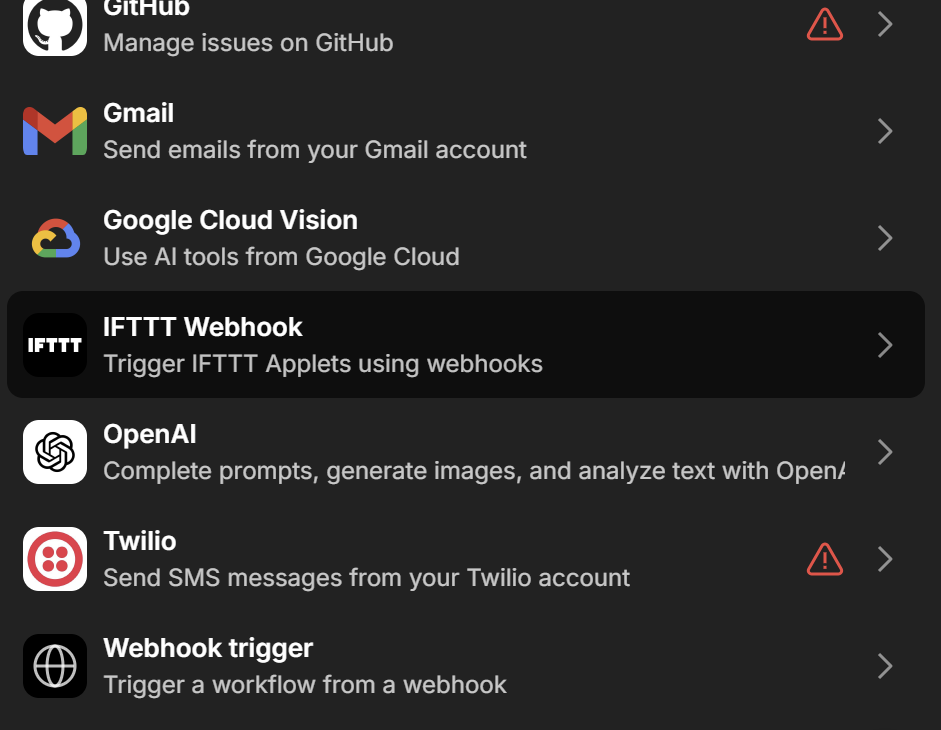 GitHub
Manage issues on GitHub
Gmail
Send emails from your Gmail account
Google Cloud Vision
Use AI tools from Google Cloud
IFTTT
IFTTT Webhook
Trigger IFTTT Applets using webhooks
OpenAI
Complete prompts, generate images, and analyze text with OpenA
Twilio
Send SMS messages from your Twilio account
Webhook trigger
Trigger a workflow from a webhook